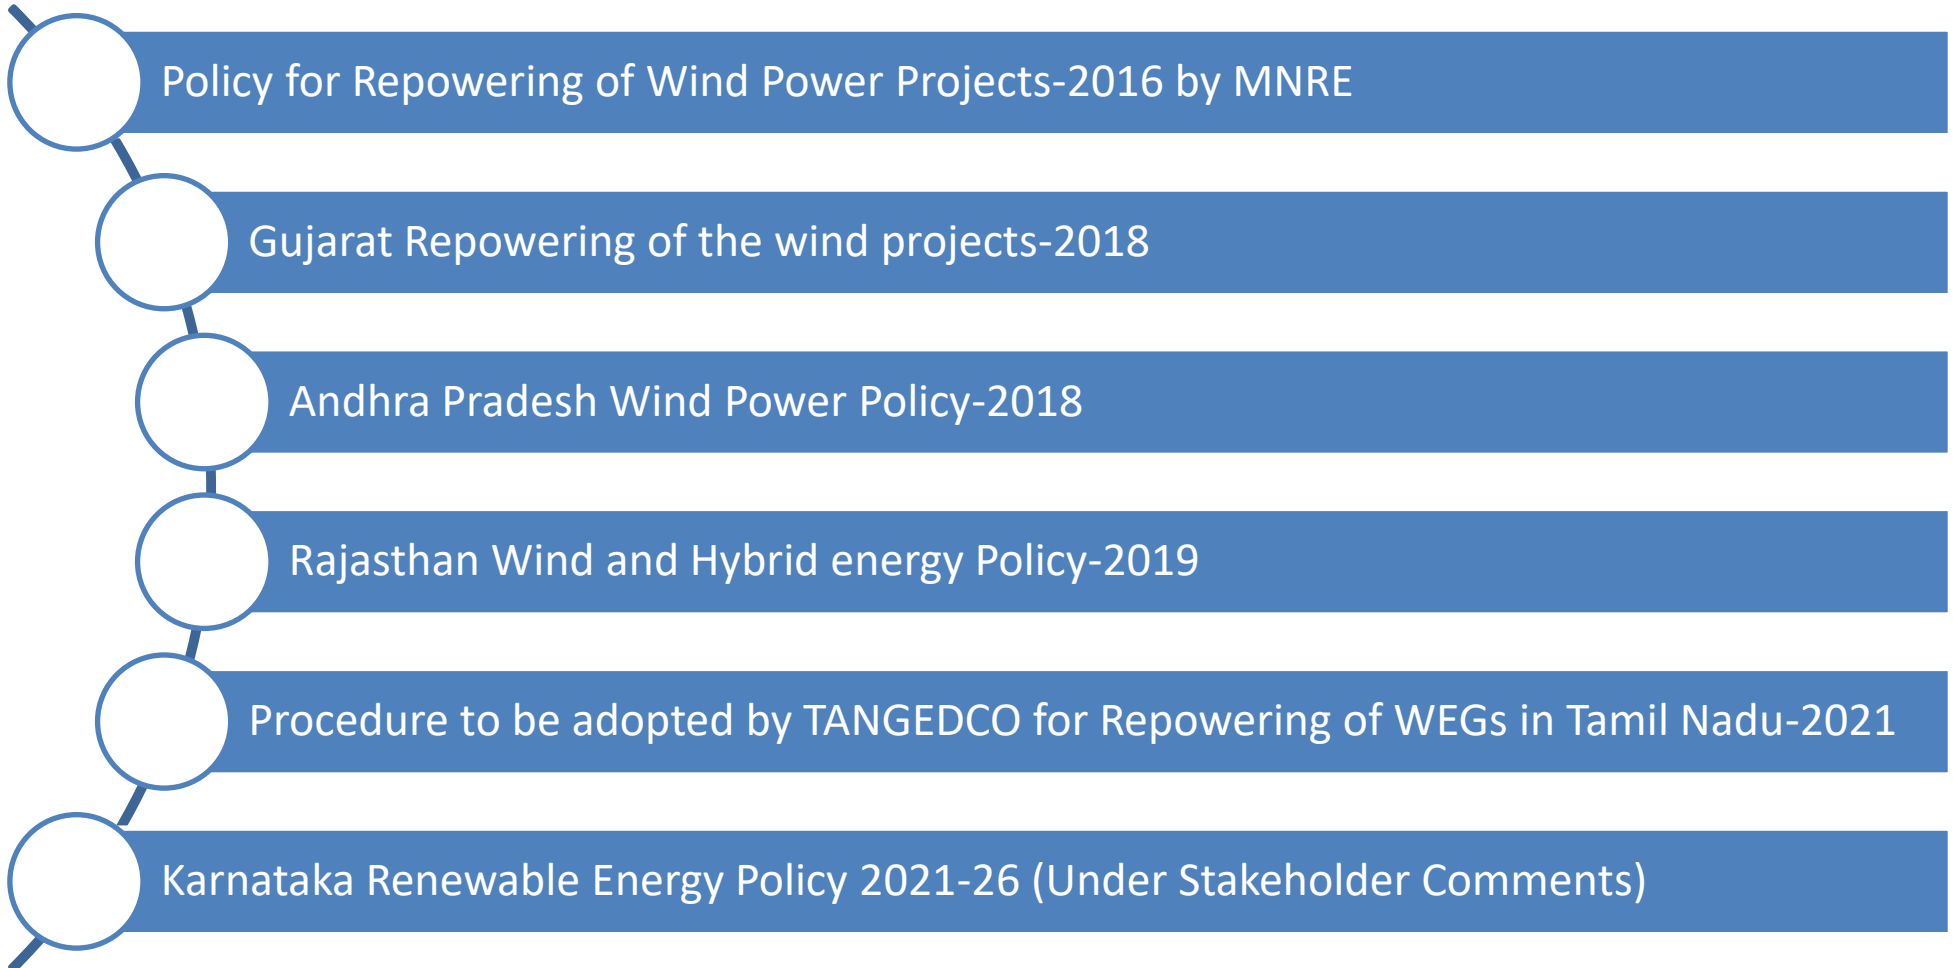 Policy for Repowering of Wind Power Projects-2016 by MNRE
Gujarat Repowering of the wind projects-2018
Andhra Pradesh Wind Power Policy-2018
Rajasthan Wind and Hybrid energy Policy-2019
Procedure to be adopted by TANGEDCO for Repowering of WEGs in Tamil Nadu-2021
Karnataka Renewable Energy Policy 2021-26 (Under Stakeholder Comments)